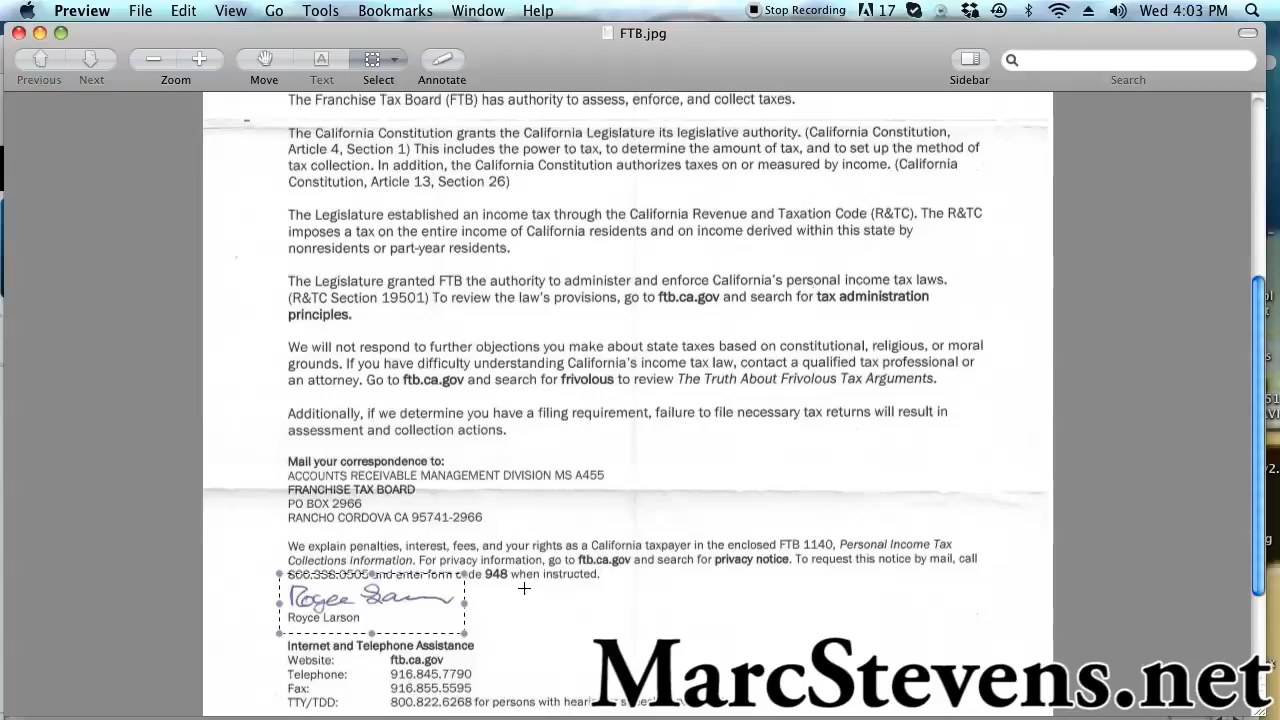 Preview File Edit View Go Tools Bookmarks Window Help Stop Recording 17 Wed 4:03 PM
FTB.jpg
Previous Next Zoom Move Text Select Annotate Sidebar Search
The Franchise Tax Board (FTB) has authority to assess, enforce, and collect taxes.
The California Constitution grants the California Legislature its legislative authority. (California Constitution,
Article 4, Section 1) This includes the power to tax, to determine the amount of tax, and to set up the method of
tax collection. In addition, the California Constitution authorizes taxes on or measured by income. (California
Constitution, Article 13, Section 26)
The Legislature established an income tax through the California Revenue and Taxation Code (R&TC). The R&TC
imposes a tax on the entire income of California residents and on income derived within this state by
nonresidents or part-year residents.
The Legislature granted FTB the authority to administer and enforce California's personal income tax laws.
(R&TC Section 19501) To review the law's provisions, go to ftb.ca.gov and search for tax administration
principles.
We will not respond to further objections you make about state taxes based on constitutional, religious, or moral
grounds. If you have difficulty understanding California's income tax law, contact a qualified tax professional or
an attorney. Go to ftb.ca.gov and search for frivolous to review The Truth About Frivolous Tax Arguments.
Additionally, if we determine you have a filing requirement, failure to file necessary tax returns will result in
assessment and collection actions.
Mail your correspondence to:
ACCOUNTS RECEIVABLE MANAGEMENT DIVISION MS A455
FRANCHISE TAX BOARD
PO BOX 2966
RANCHO CORDOVA CA 95741-2966
We explain penalties, interest, fees, and your rights as a California taxpayer in the enclosed FTB 1140, Personal Income Tax
Collections Information. For privacy information, go to ftb.ca.gov and search for privacy notice. To request this notice by mail, call
and enter form code 948 when instructed.
Royce Larson
Internet and Telephone Assistance
Website: ftb.ca.gov
Telephone: 916.845.7790
Fax: 916.855.5595
TTY/TDD: 800.822.6268 for persons with
MarcStevens.net